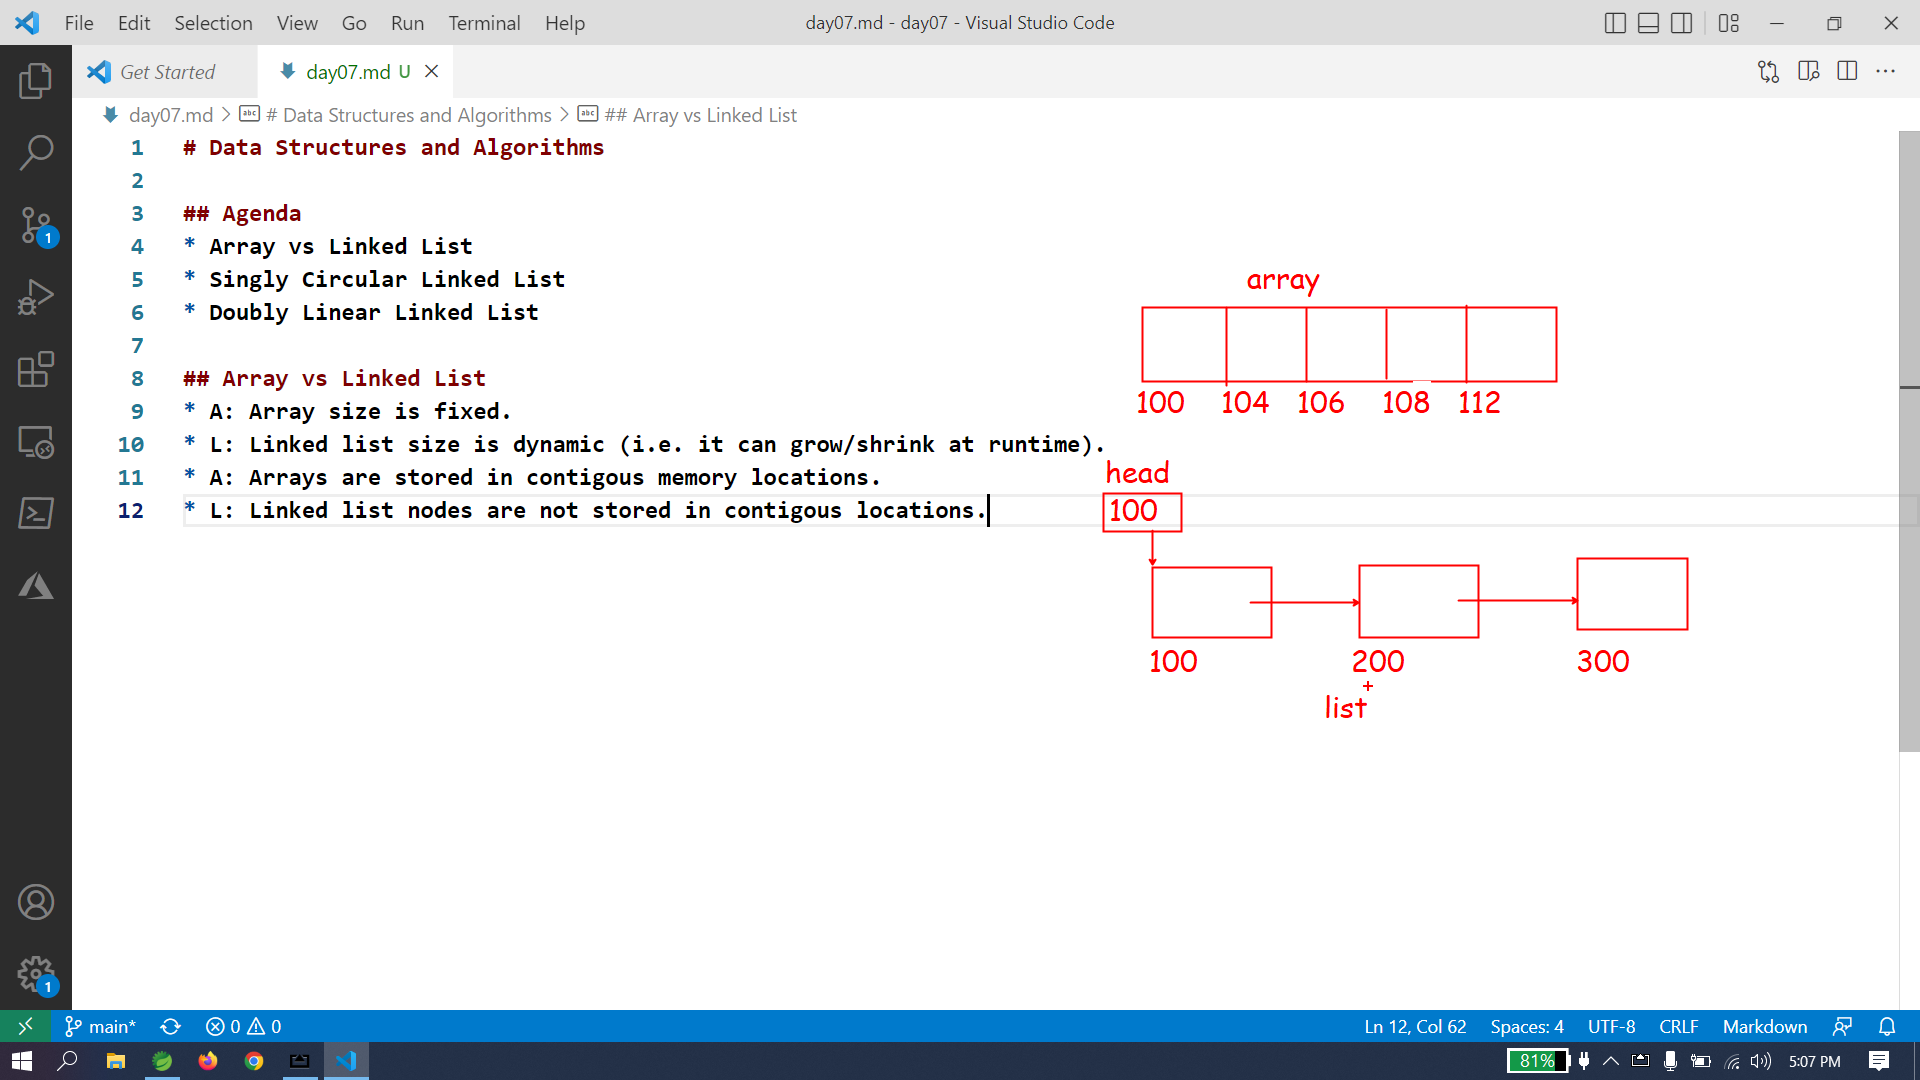 File Edit Selection View Go Run Terminal Help day07.md - day07 - Visual Studio Code
Get Started day07.md U
day07.md > # Data Structures and Algorithms > ## Array vs Linked List
1 # Data Structures and Algorithms
2
3 ## Agenda
4 * Array vs Linked List
5 * Singly Circular Linked List
6 * Doubly Linear Linked List
7
8 ## Array vs Linked List
9 * A: Array size is fixed.
10 * L: Linked list size is dynamic (i.e. it can grow/shrink at runtime).
11 * A: Arrays are stored in contigous memory locations.
12 * L: Linked list nodes are not stored in contigous locations.
array
100 104 106 108 112
head
100
100 200 300
list
1
1
main* 0 0 Ln 12, Col 62 Spaces: 4 UTF-8 CRLF Markdown
81% 5:07 PM